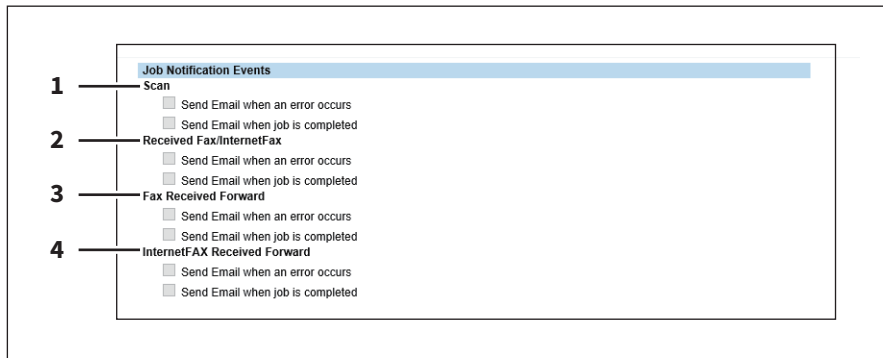 Job Notification Events
1 Scan
Send Email when an error occurs
Send Email when job is completed
2 Received Fax/InternetFax
Send Email when an error occurs
Send Email when job is completed
3 Fax Received Forward
Send Email when an error occurs
Send Email when job is completed
4 InternetFAX Received Forward
Send Email when an error occurs
Send Email when job is completed